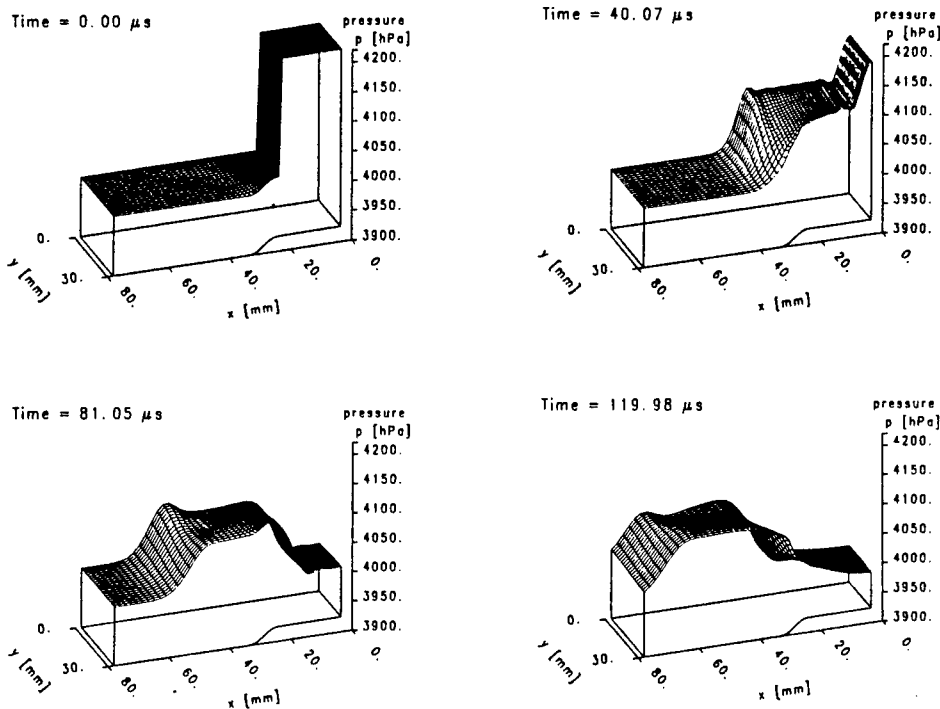 Time = 0.00 μs
pressure
p [hPa]
4200.
4150.
4100.
4050.
4000.
3950.
3900.
0.
30.
y [mm]
80.
60.
40.
20.
0.
x [mm]
Time = 40.07 μs
pressure
p [hPa]
4200.
4150.
4100.
4050.
4000.
3950.
3900.
0.
30.
y [mm]
80.
60.
40.
20.
0.
x [mm]
Time = 81.05 μs
pressure
p [hPa]
4200.
4150.
4100.
4050.
4000.
3950.
3900.
0.
30.
y [mm]
80.
60.
40.
20.
0.
x [mm]
Time = 119.98 μs
pressure
p [hPa]
4200.
4150.
4100.
4050.
4000.
3950.
3900.
0.
30.
y [mm]
80.
60.
40.
20.
0.
x [mm]